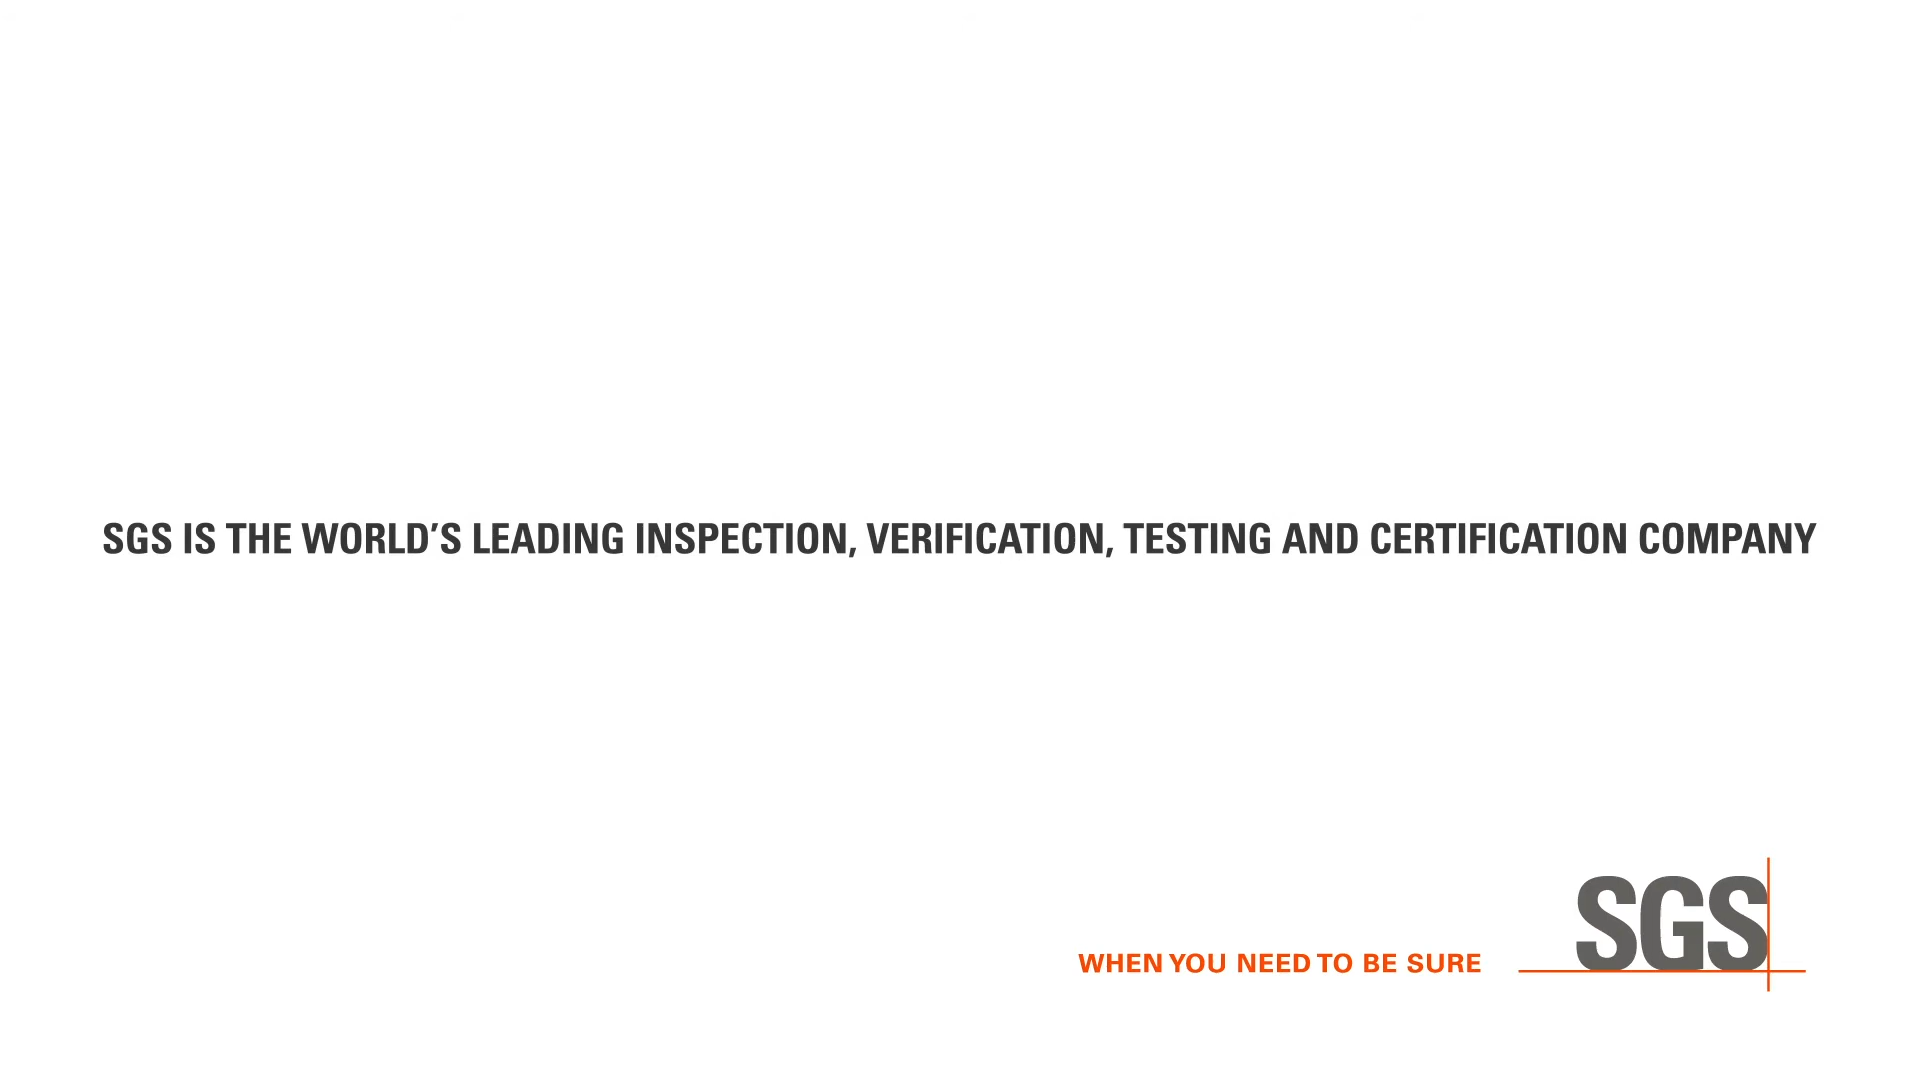 SGS IS THE WORLD’S LEADING INSPECTION, VERIFICATION, TESTING AND CERTIFICATION COMPANY
WHEN YOU NEED TO BE SURE
SGS